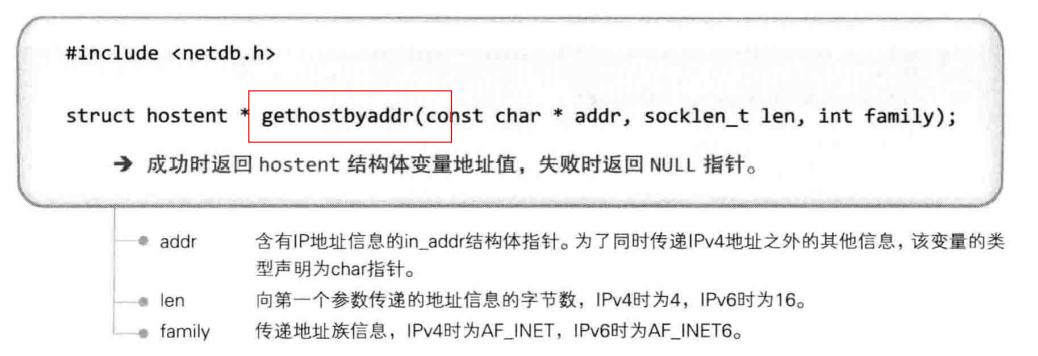 #include <netdb.h>
struct hostent * gethostbyaddr(const char * addr, socklen_t len, int family);
➔ 成功时返回 hostent 结构体变量地址值，失败时返回 NULL 指针。
addr 含有IP地址信息的in_addr结构体指针。为了同时传递IPv4地址之外的其他信息，该变量的类
型声明为char指针。
len 向第一个参数传递的地址信息的字节数，IPv4时为4，IPv6时为16。
family 传递地址族信息，IPv4时为AF_INET，IPv6时为AF_INET6。